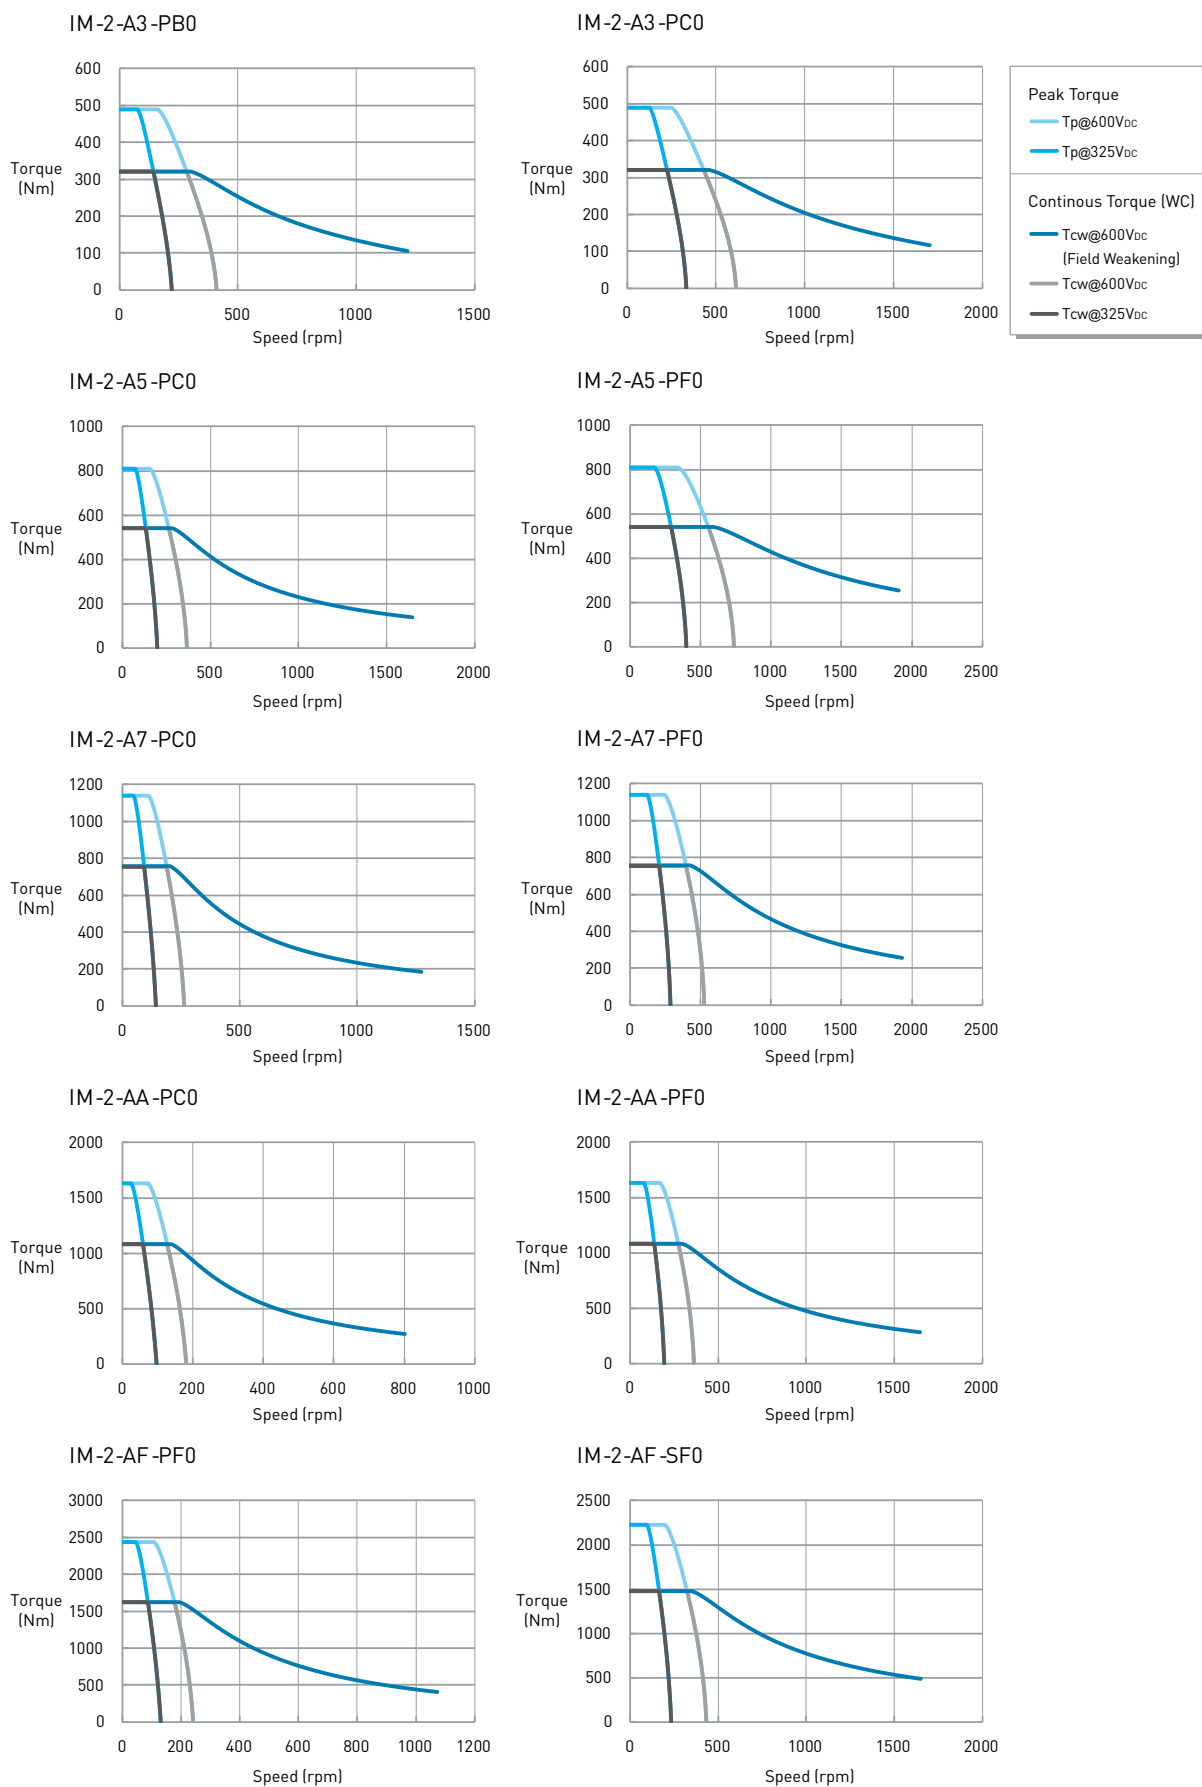 IM-2-A3-PB0
600
500
400
300
200
100
0
Torque
(Nm)
0 500 1000 1500
Speed (rpm)
IM-2-A3-PC0
600
500
400
300
200
100
0
Torque
(Nm)
0 500 1000 1500 2000
Speed (rpm)
Peak Torque
Tp@600VDC
Tp@325VDC
Continous Torque (WC)
Tcw@600VDC
(Field Weakening)
Tcw@600VDC
Tcw@325VDC
IM-2-A5-PC0
1000
800
600
400
200
0
Torque
(Nm)
0 500 1000 1500 2000
Speed (rpm)
IM-2-A5-PF0
1000
800
600
400
200
0
Torque
(Nm)
0 500 1000 1500 2000 2500
Speed (rpm)
IM-2-A7-PC0
1200
1000
800
600
400
200
0
Torque
(Nm)
0 500 1000 1500
Speed (rpm)
IM-2-A7-PF0
1200
1000
800
600
400
200
0
Torque
(Nm)
0 500 1000 1500 2000 2500
Speed (rpm)
IM-2-AA-PC0
2000
1500
1000
500
0
Torque
(Nm)
0 200 400 600 800 1000
Speed (rpm)
IM-2-AA-PF0
2000
1500
1000
500
0
Torque
(Nm)
0 500 1000 1500 2000
Speed (rpm)
IM-2-AF-PF0
3000
2500
2000
1500
1000
500
0
Torque
(Nm)
0 200 400 600 800 1000 1200
Speed (rpm)
IM-2-AF-SF0
2500
2000
1500
1000
500
0
Torque
(Nm)
0 500 1000 1500 2000
Speed (rpm)